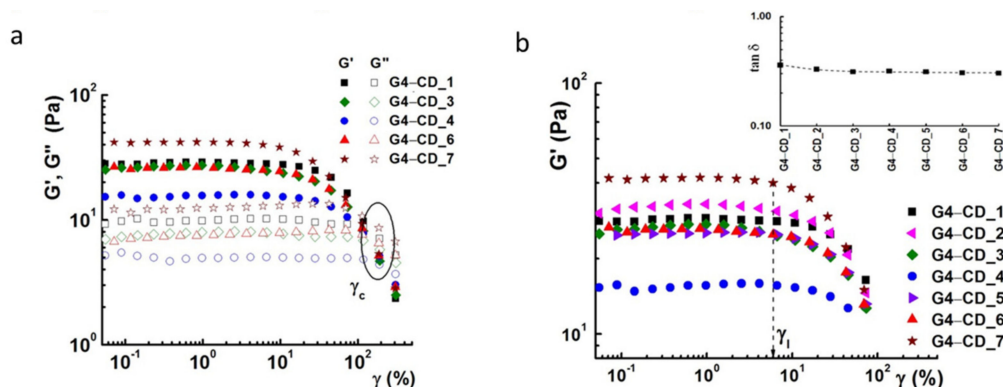 a
G', G'' (Pa)
10²
10¹
10⁰
10⁻¹
10⁰
10¹
10²
γ (%)
G' G''
G4–CD_1
G4–CD_3
G4–CD_4
G4–CD_6
G4–CD_7
γc
b
G' (Pa)
10²
10¹
10⁻¹
10⁰
10¹
10²
γ (%)
γl
tan δ
1.00
0.10
G4-CD_1
G4-CD_2
G4-CD_3
G4-CD_4
G4-CD_5
G4-CD_6
G4-CD_7
G4–CD_1
G4–CD_2
G4–CD_3
G4–CD_4
G4–CD_5
G4–CD_6
G4–CD_7